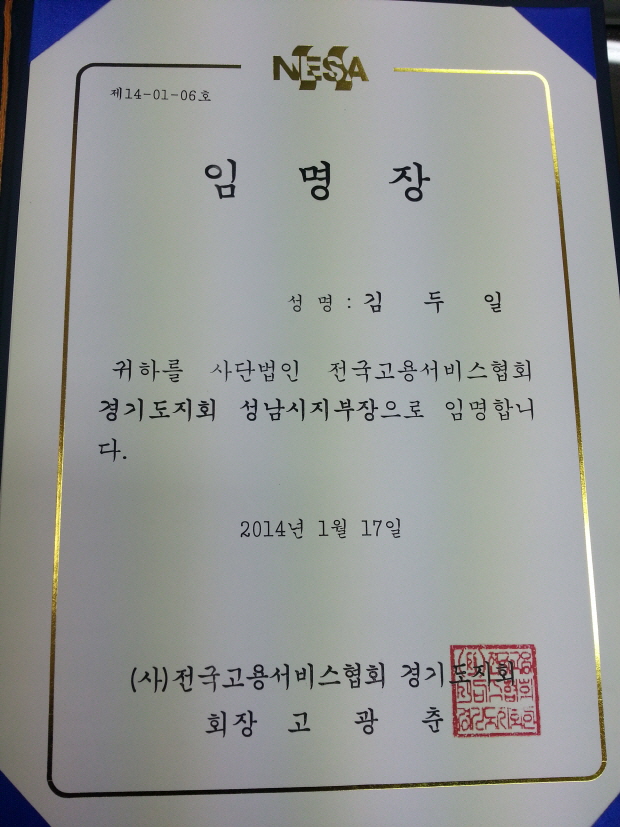 NESA
제14-01-06호
임 명 장
성 명 : 김 두 일
귀하를 사단법인 전국고용서비스협회
경기도지회 성남시지부장으로 임명합니
다.
2014년 1월 17일
(사)전국고용서비스협회 경기도지회
회장 고 광 춘